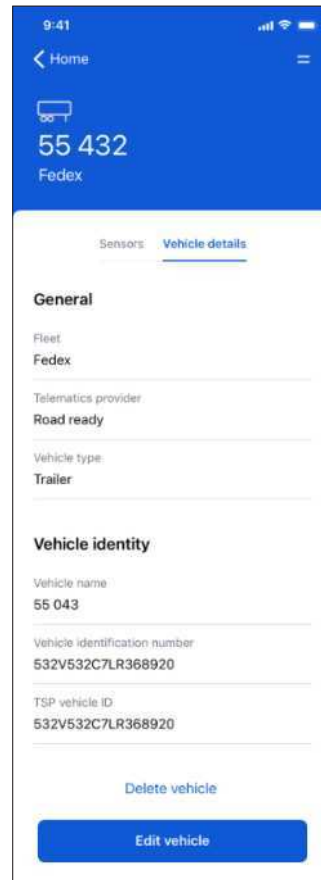 9:41
Home
55 432
Fedex
Sensors Vehicle details
General
Fleet
Fedex
Telematics provider
Road ready
Vehicle type
Trailer
Vehicle identity
Vehicle name
55 043
Vehicle identification number
532V532C7LR368920
TSP vehicle ID
532V532C7LR368920
Delete vehicle
Edit vehicle